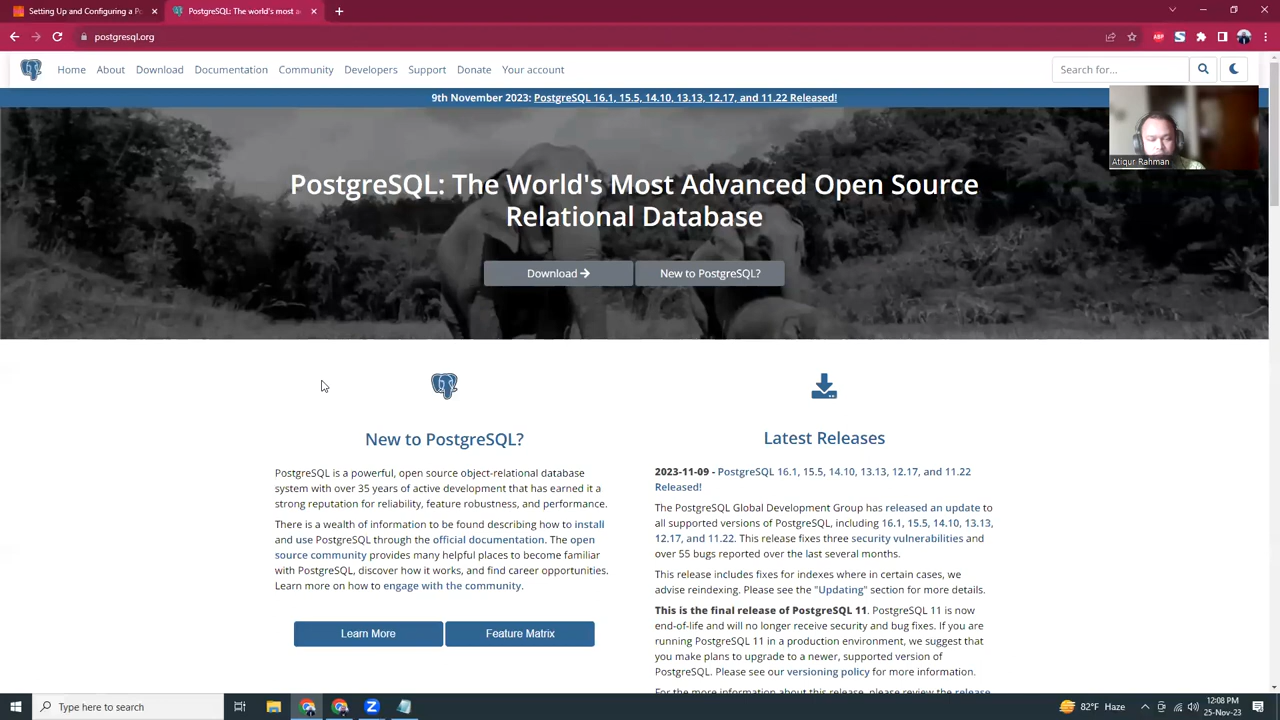 Setting Up and Configuring a Po
PostgreSQL: The world's most a
postgresql.org
Home About Download Documentation Community Developers Support Donate Your account
Search for...
9th November 2023: PostgreSQL 16.1, 15.5, 14.10, 13.13, 12.17, and 11.22 Released!
Atiqur Rahman
PostgreSQL: The World's Most Advanced Open Source
Relational Database
Download
New to PostgreSQL?
New to PostgreSQL?
PostgreSQL is a powerful, open source object-relational database
system with over 35 years of active development that has earned it a
strong reputation for reliability, feature robustness, and performance.
There is a wealth of information to be found describing how to install
and use PostgreSQL through the official documentation. The open
source community provides many helpful places to become familiar
with PostgreSQL, discover how it works, and find career opportunities.
Learn more on how to engage with the community.
Learn More
Feature Matrix
Latest Releases
2023-11-09 - PostgreSQL 16.1, 15.5, 14.10, 13.13, 12.17, and 11.22
Released!
The PostgreSQL Global Development Group has released an update to
all supported versions of PostgreSQL, including 16.1, 15.5, 14.10, 13.13,
12.17, and 11.22. This release fixes three security vulnerabilities and
over 55 bugs reported over the last several months.
This release includes fixes for indexes where in certain cases, we
advise reindexing. Please see the "Updating" section for more details.
This is the final release of PostgreSQL 11. PostgreSQL 11 is now
end-of-life and will no longer receive security and bug fixes. If you are
running PostgreSQL 11 in a production environment, we suggest that
you make plans to upgrade to a newer, supported version of
PostgreSQL. Please see our versioning policy for more information.
For the more information about this release, please review the release
Type here to search
82°F Haze
12:08 PM
25-Nov-23